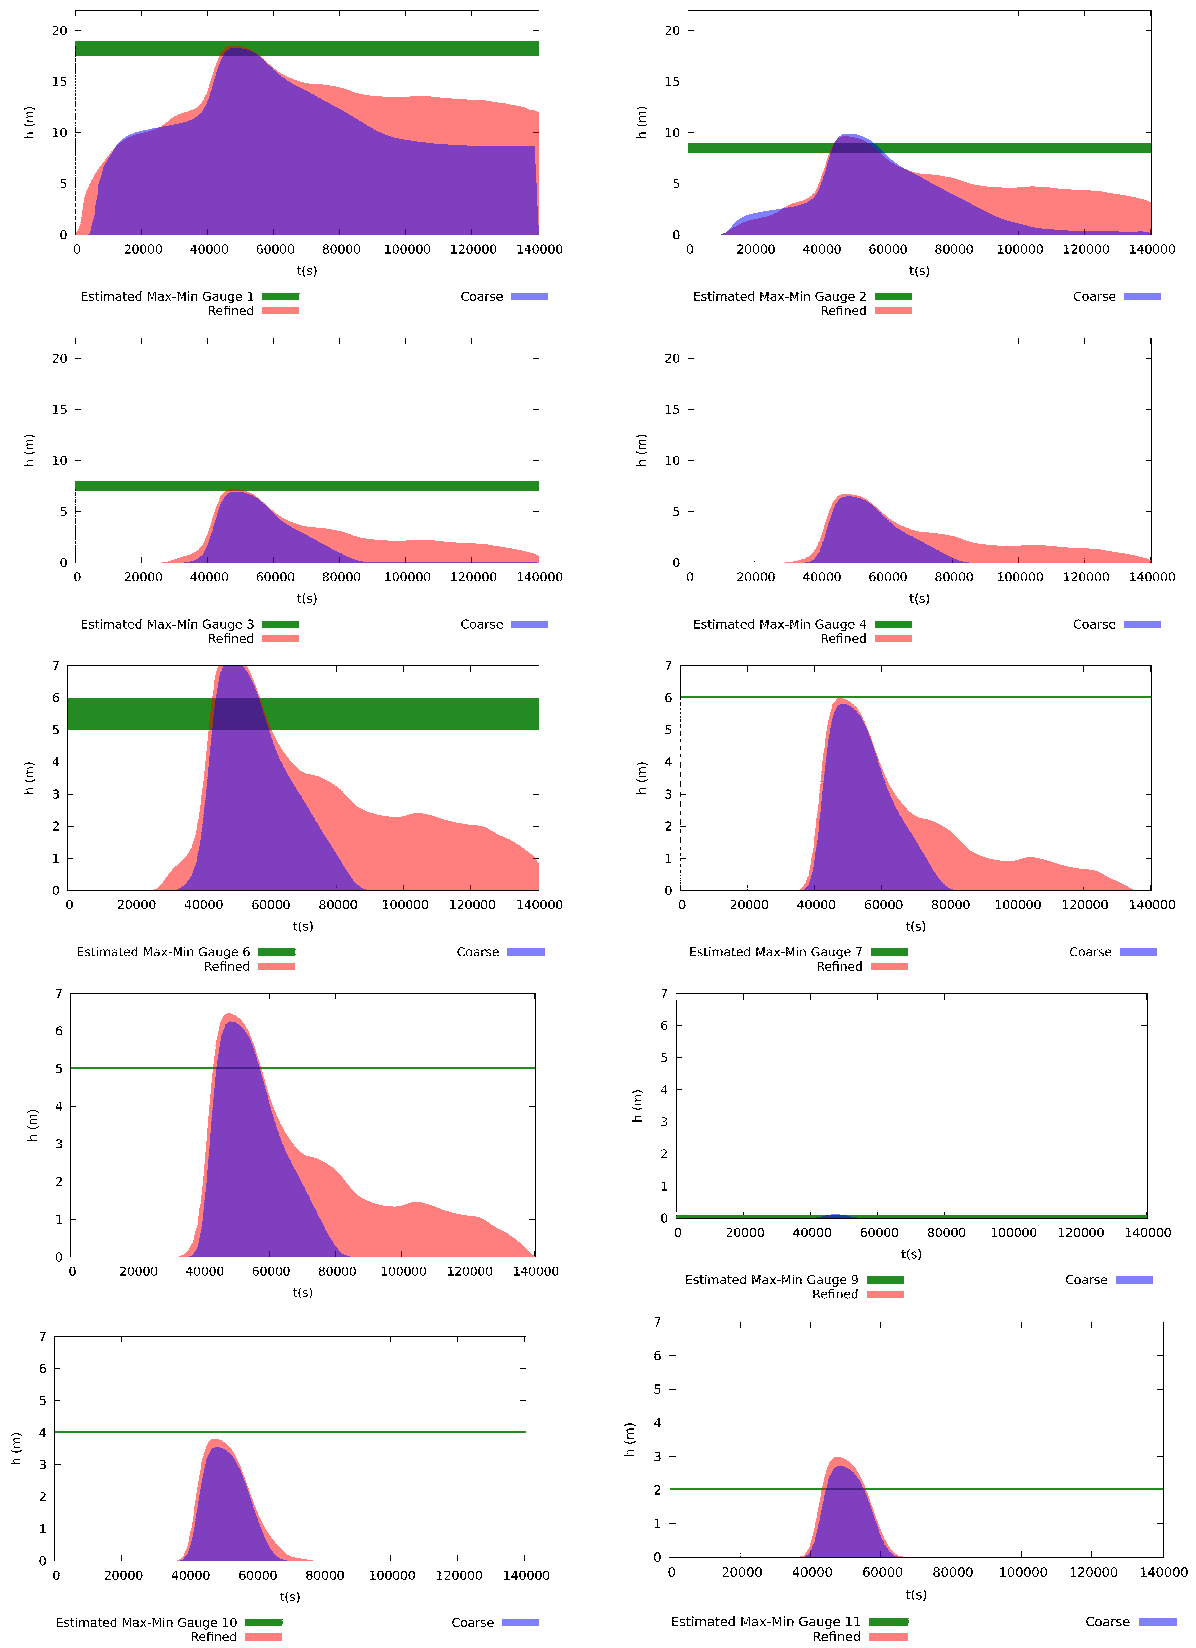 20
15
10
5
0
h (m)
0 20000 40000 60000 80000 100000 120000 140000
t(s)
Estimated Max-Min Gauge 1 Coarse
Refined
20
15
10
5
0
h (m)
20000 40000 60000 80000 100000 120000 140000
t(s)
Estimated Max-Min Gauge 2 Coarse
Refined
20
15
10
5
0
h (m)
0 20000 40000 60000 80000 100000 120000 140000
t(s)
Estimated Max-Min Gauge 3 Coarse
Refined
20
15
10
5
0
h (m)
20000 40000 60000 80000 100000 120000 140000
t(s)
Estimated Max-Min Gauge 4 Coarse
Refined
7
6
5
4
3
2
1
0
h (m)
0 20000 40000 60000 80000 100000 120000 140000
t(s)
Estimated Max-Min Gauge 6 Coarse
Refined
7
6
5
4
3
2
1
0
h (m)
0 20000 40000 60000 80000 100000 120000 140000
t(s)
Estimated Max-Min Gauge 7 Coarse
Refined
7
6
5
4
3
2
1
0
h (m)
0 20000 40000 60000 80000 100000 120000 140000
t(s)
7
6
5
4
3
2
1
0
h (m)
0 20000 40000 60000 80000 100000 120000 140000
t(s)
Estimated Max-Min Gauge 9 Coarse
Refined
7
6
5
4
3
2
1
0
h (m)
0 20000 40000 60000 80000 100000 120000 140000
t(s)
Estimated Max-Min Gauge 10 Coarse
Refined
7
6
5
4
3
2
1
0
h (m)
0 20000 40000 60000 80000 100000 120000 140000
t(s)
Estimated Max-Min Gauge 11 Coarse
Refined